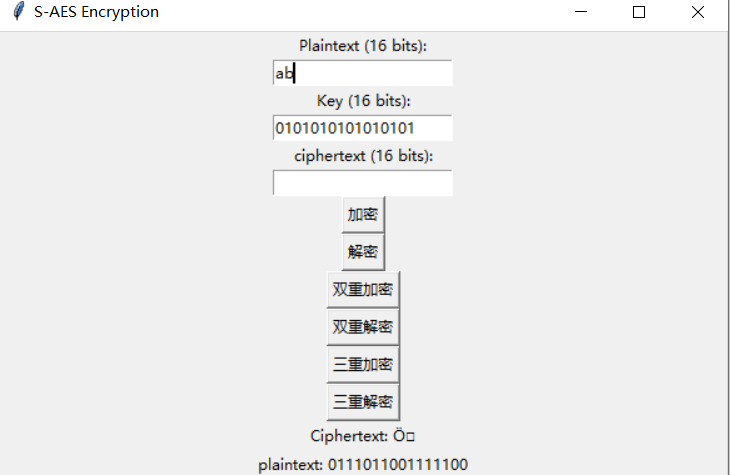 S-AES Encryption
Plaintext (16 bits):
ab
Key (16 bits):
0101010101010101
ciphertext (16 bits):
加密
解密
双重加密
双重解密
三重加密
三重解密
Ciphertext: Ö□
plaintext: 0111011001111100